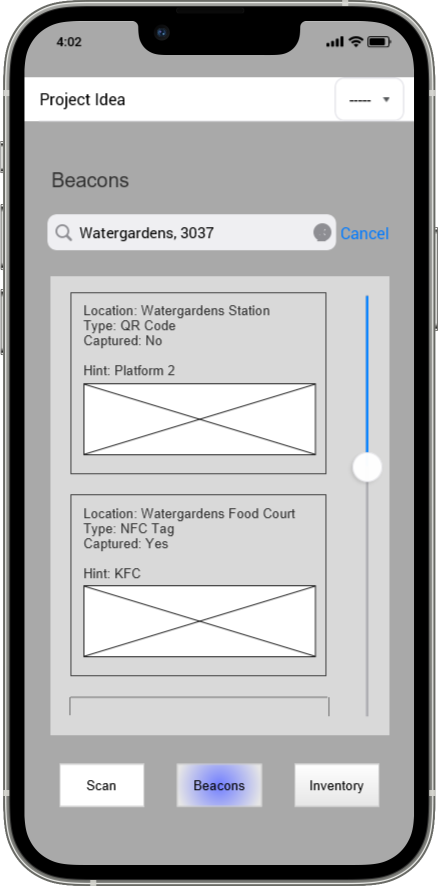 4:02
Project Idea
-----
Beacons
Watergardens, 3037
Cancel
Location: Watergardens Station
Type: QR Code
Captured: No
Hint: Platform 2
Location: Watergardens Food Court
Type: NFC Tag
Captured: Yes
Hint: KFC
Scan
Beacons
Inventory